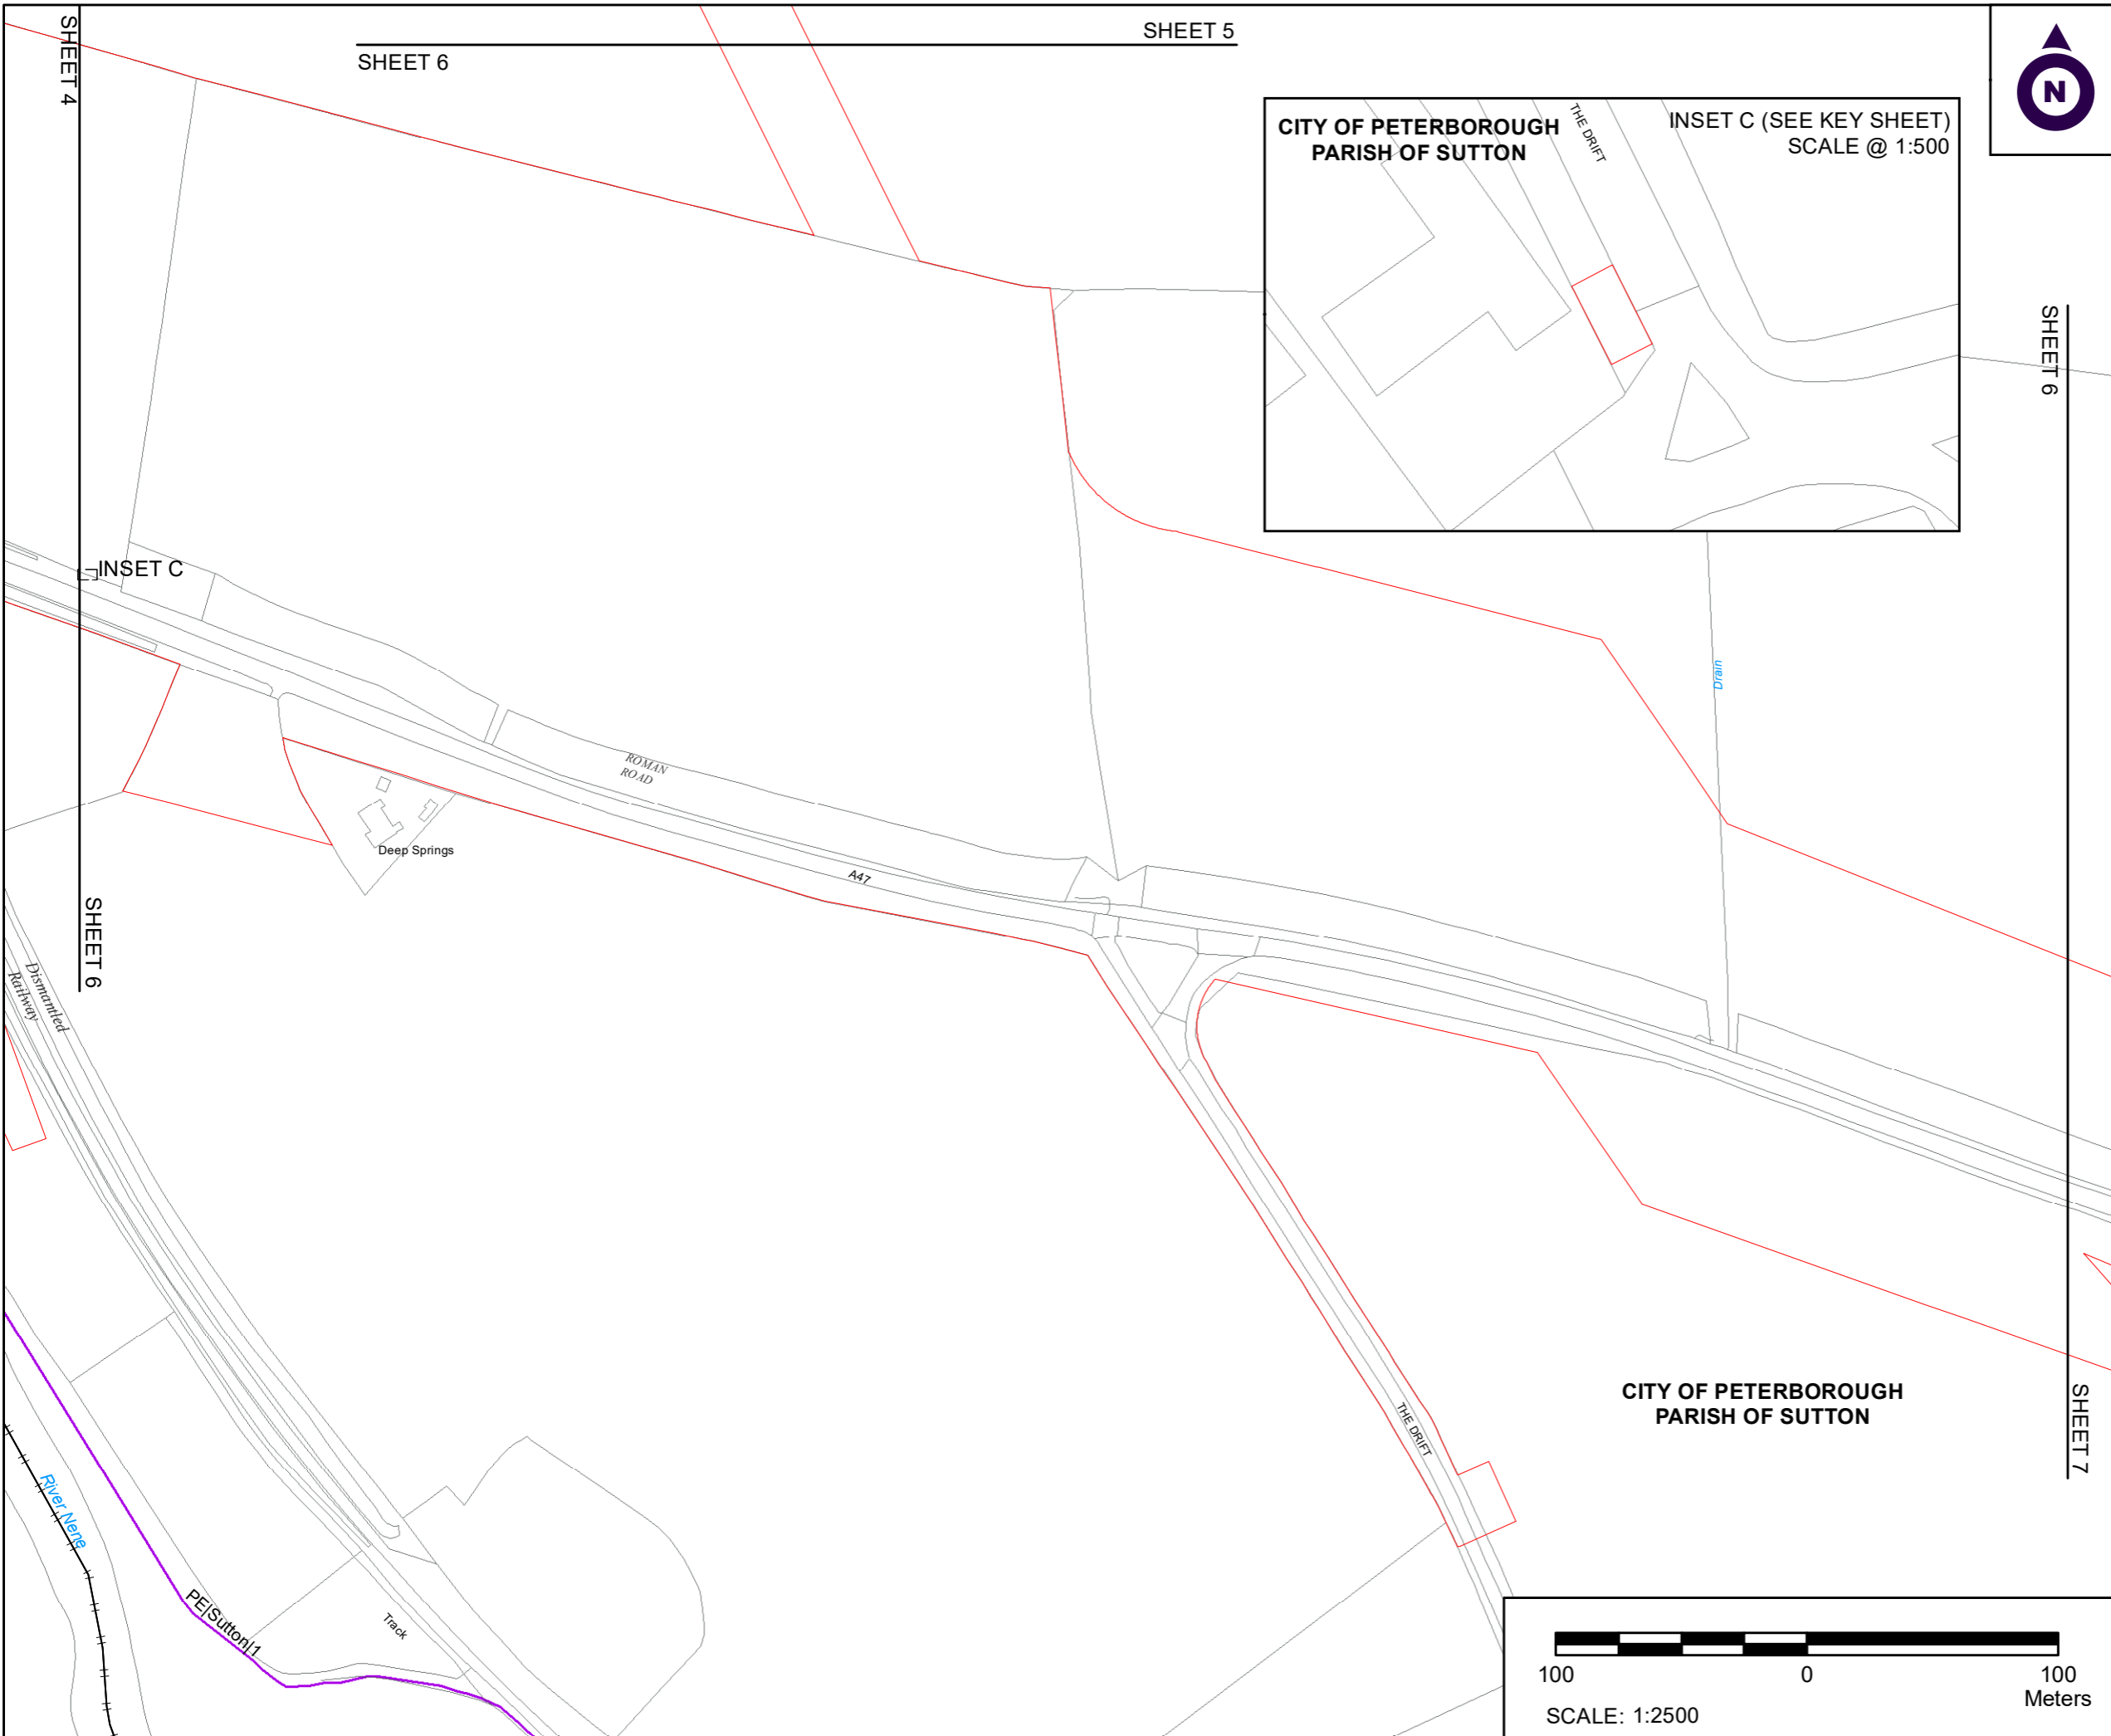 SHEET 4
SHEET 5
SHEET 6
N
CITY OF PETERBOROUGH
PARISH OF SUTTON
THE DRIFT
INSET C (SEE KEY SHEET)
SCALE @ 1:500
SHEET 6
INSET C
Drain
ROMAN
ROAD
Deep Springs
A47
SHEET 6
Dismantled
Railway
CITY OF PETERBOROUGH
PARISH OF SUTTON
SHEET 7
THE DRIFT
River Nene
PE|Sutton|1
Track
100
0
100
Meters
SCALE: 1:2500